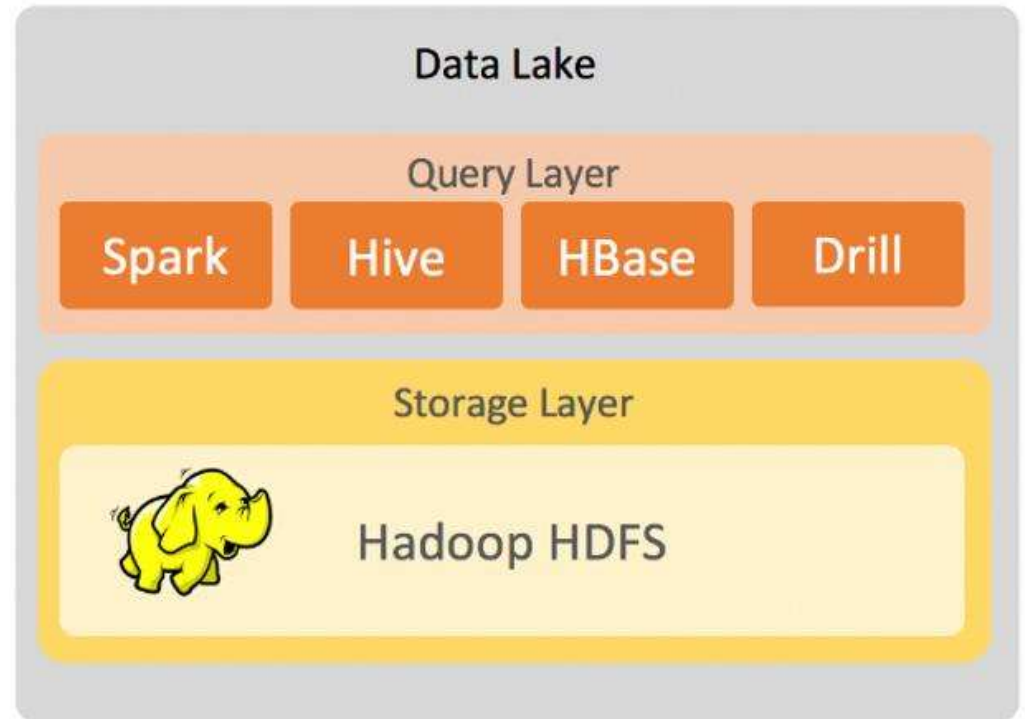 Data Lake
Query Layer
Spark Hive HBase Drill
Storage Layer
Hadoop HDFS